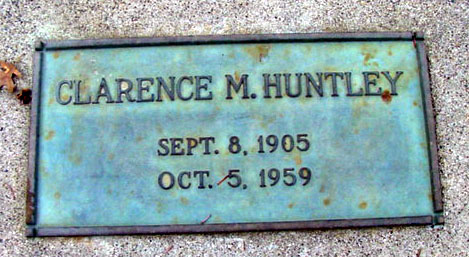 CLARENCE M. HUNTLEY
SEPT. 8, 1905
OCT. 5, 1959